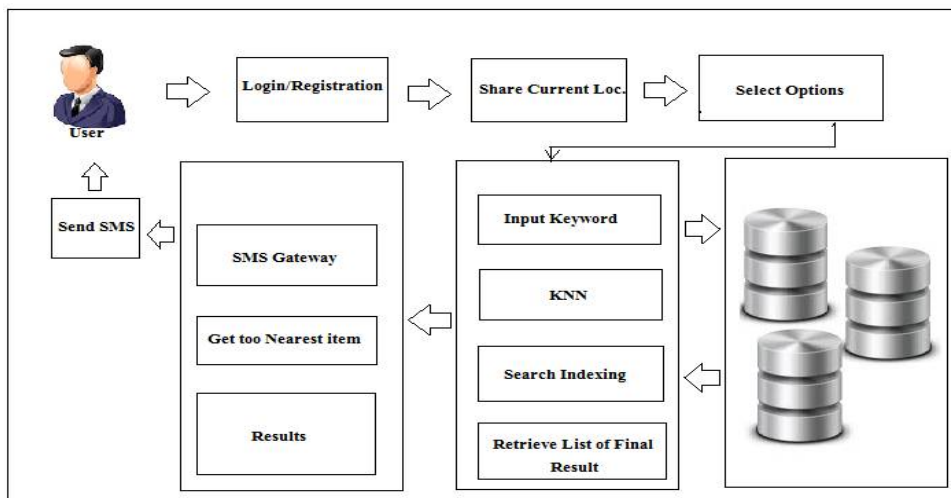 User
Login/Registration
Share Current Loc.
Select Options
Send SMS
SMS Gateway
Get too Nearest item
Results
Input Keyword
KNN
Search Indexing
Retrieve List of Final
Result